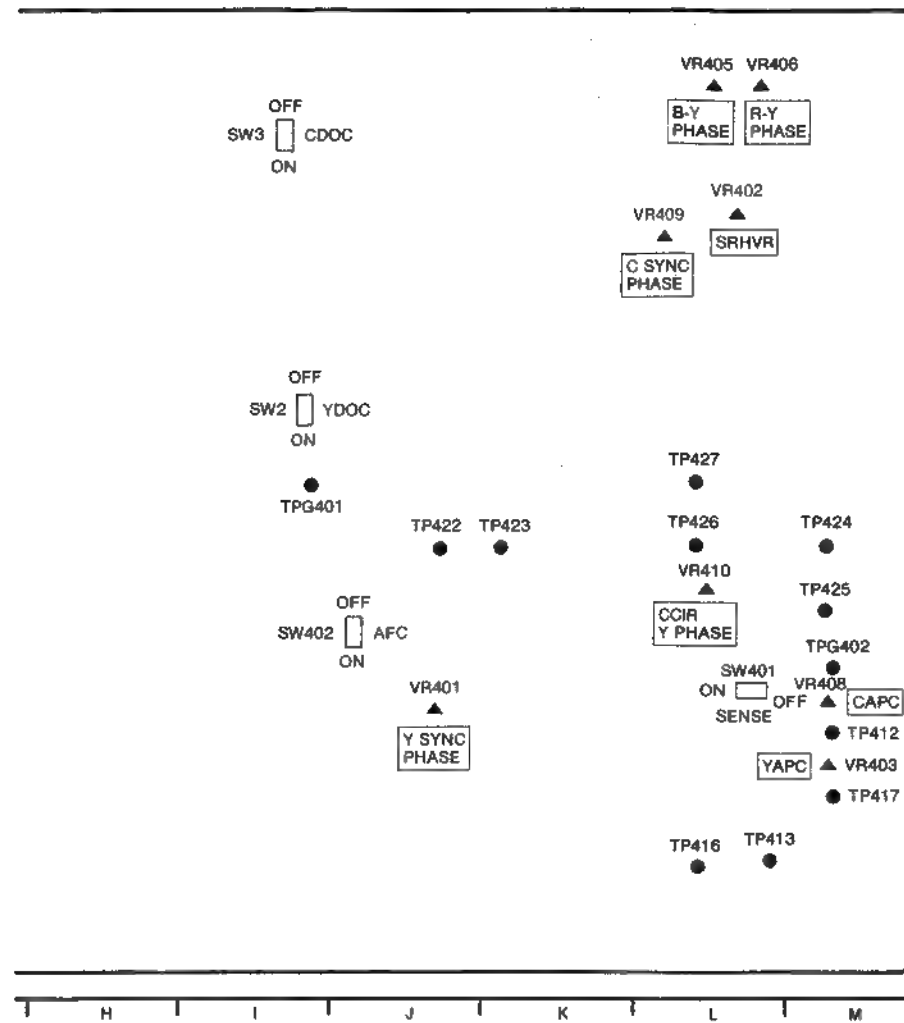 VR405 VR406
B-Y
PHASE
R-Y
PHASE
OFF
SW3 CDOC
ON
VR402
SRHVR
VR409
C SYNC
PHASE
OFF
SW2 YDOC
ON
TPG401
TP427
TP422 TP423
TP426
TP424
VR410
CCIR
Y PHASE
TP425
OFF
SW402 AFC
ON
TPG402
SW401
ON OFF
SENSE
VR408
CAPC
VR401
Y SYNC
PHASE
TP412
YAPC VR403
TP417
TP416 TP413
H I J K L M